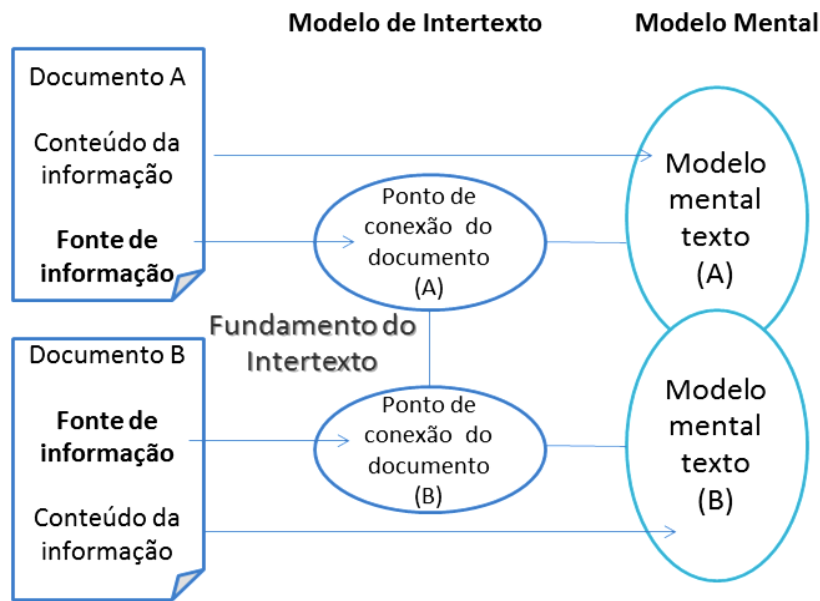 Modelo de Intertexto
Modelo Mental
Documento A
Conteúdo da
informação
Fonte de
informação
Ponto de
conexão do
documento
(A)
Modelo
mental
texto
(A)
Fundamento do
Intertexto
Documento B
Fonte de
informação
Conteúdo da
informação
Ponto de
conexão do
documento
(B)
Modelo
mental
texto
(B)